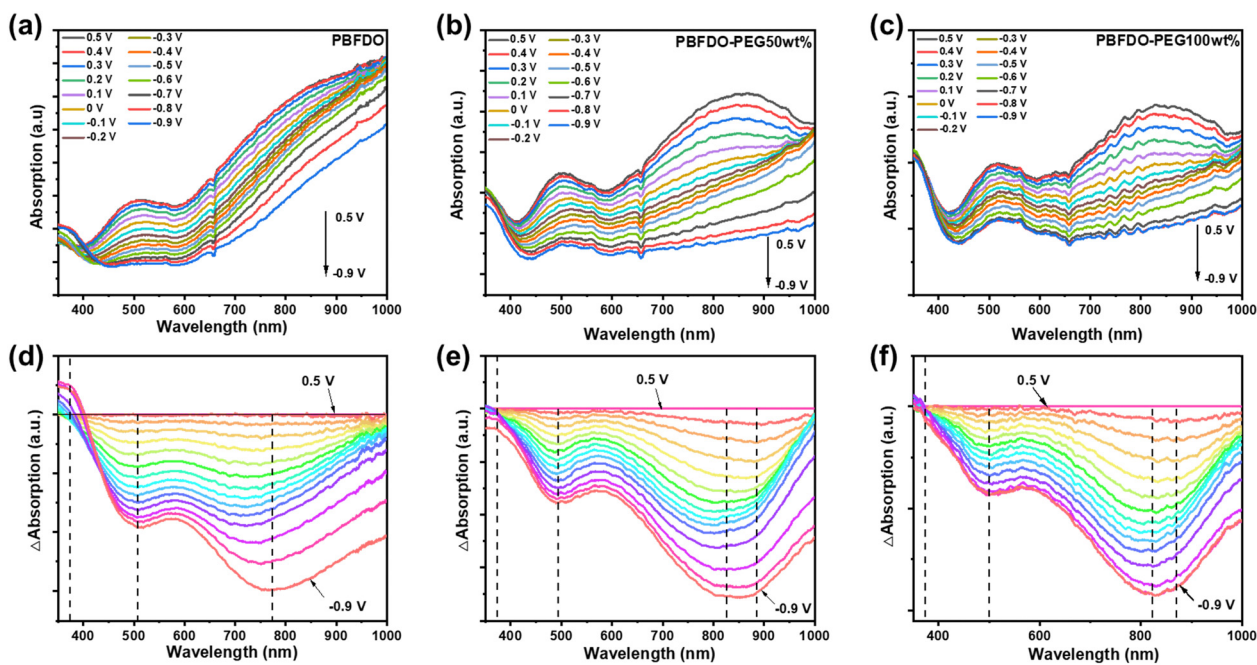 (a)
PBFDO
0.5 V -0.3 V
0.4 V -0.4 V
0.3 V -0.5 V
0.2 V -0.6 V
0.1 V -0.7 V
0 V -0.8 V
-0.1 V -0.9 V
-0.2 V
0.5 V
-0.9 V
Absorption (a.u)
400 500 600 700 800 900 1000
Wavelength (nm)
(b)
PBFDO-PEG50wt%
0.5 V -0.3 V
0.4 V -0.4 V
0.3 V -0.5 V
0.2 V -0.6 V
0.1 V -0.7 V
0 V -0.8 V
-0.1 V -0.9 V
-0.2 V
0.5 V
-0.9 V
Absorption (a.u.)
400 500 600 700 800 900 1000
Wavelength (nm)
(c)
PBFDO-PEG100wt%
0.5 V -0.3 V
0.4 V -0.4 V
0.3 V -0.5 V
0.2 V -0.6 V
0.1 V -0.7 V
0 V -0.8 V
-0.1 V -0.9 V
-0.2 V
0.5 V
-0.9 V
Absorption (a.u.)
400 500 600 700 800 900 1000
Wavelength (nm)
(d)
0.5 V
-0.9 V
△Absorption (a.u.)
400 500 600 700 800 900 1000
Wavelength (nm)
(e)
0.5 V
-0.9 V
△Absorption (a.u.)
400 500 600 700 800 900 1000
Wavelength (nm)
(f)
0.5 V
-0.9 V
△Absorption (a.u.)
400 500 600 700 800 900 1000
Wavelength (nm)